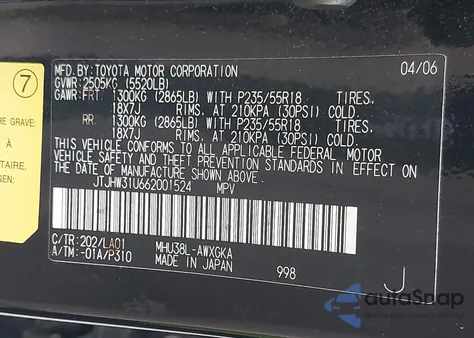 7
E GRAVE:
À
TAIRE.
GEN.
MFD. BY: TOYOTA MOTOR CORPORATION 04/06
GVWR: 2505KG (5520LB)
GAWR: FRT. 1300KG (2865LB) WITH P235/55R18 TIRES,
18X7J RIMS, AT 210KPA (30PSI) COLD.
RR. 1300KG (2865LB) WITH P235/55R18 TIRES,
18X7J RIMS, AT 210KPA (30PSI) COLD.
THIS VEHICLE CONFORMS TO ALL APPLICABLE FEDERAL MOTOR
VEHICLE SAFETY AND THEFT PREVENTION STANDARDS IN EFFECT ON
THE DATE OF MANUFACTURE SHOWN ABOVE.
JTJHW31U662001524 MPV
C/TR: 202/LA01 MHU38L-AWXGKA
A/TM: -01A/P310 MADE IN JAPAN 998 J
autoSnap